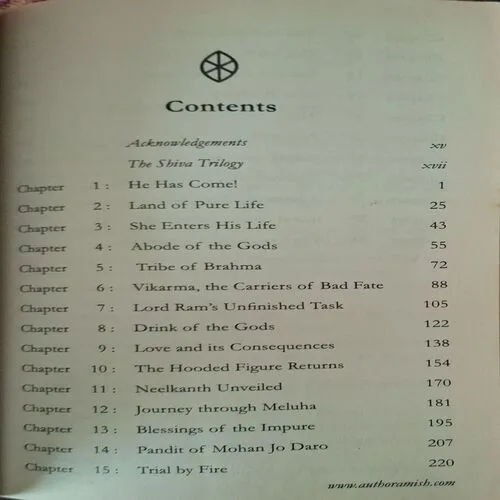 Contents
Acknowledgements xv
The Shiva Trilogy xvii
Chapter 1 : He Has Come! 1
Chapter 2 : Land of Pure Life 25
Chapter 3 : She Enters His Life 43
Chapter 4 : Abode of the Gods 55
Chapter 5 : Tribe of Brahma 72
Chapter 6 : Vikarma, the Carriers of Bad Fate 88
Chapter 7 : Lord Ram's Unfinished Task 105
Chapter 8 : Drink of the Gods 122
Chapter 9 : Love and its Consequences 138
Chapter 10 : The Hooded Figure Returns 154
Chapter 11 : Neelkanth Unveiled 170
Chapter 12 : Journey through Meluha 181
Chapter 13 : Blessings of the Impure 195
Chapter 14 : Pandit of Mohan Jo Daro 207
Chapter 15 : Trial by Fire 220
www.authoramish.com